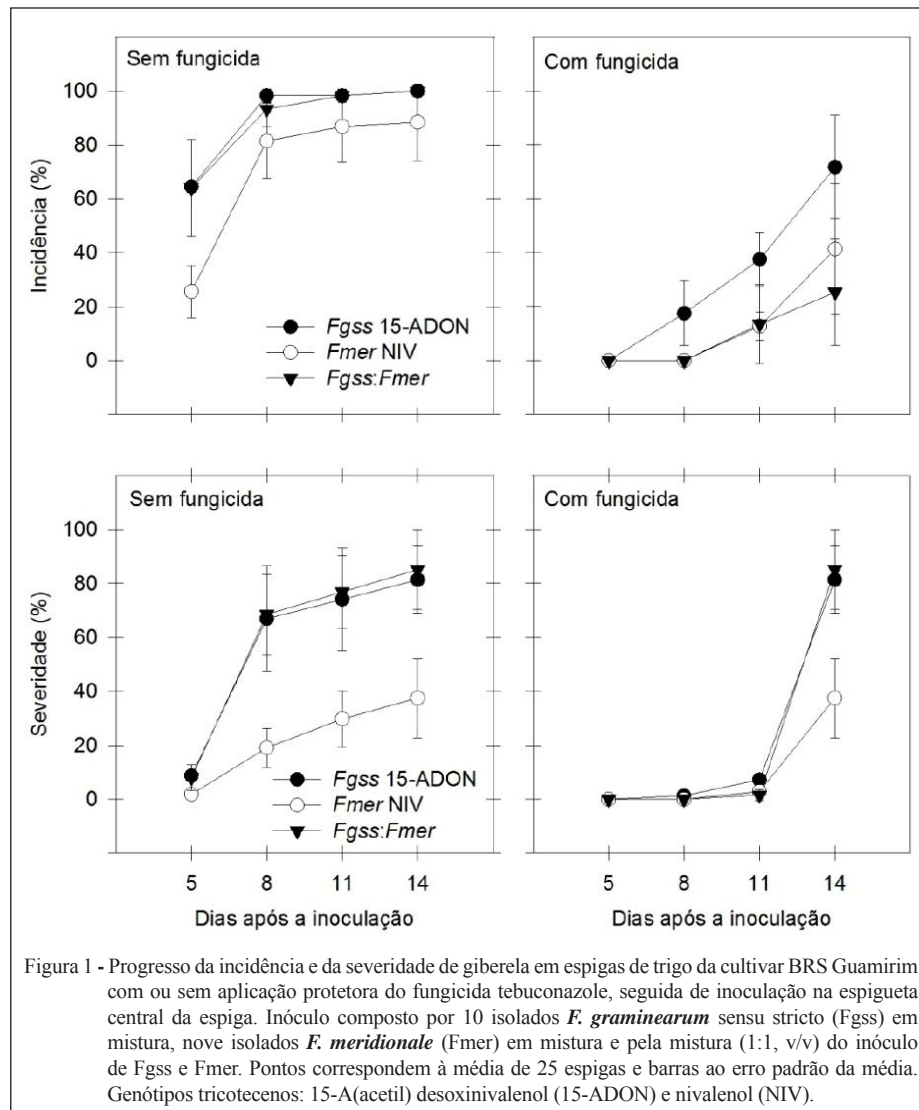 Sem fungicida
Com fungicida
100
80
60
40
20
0
Incidência (%)
Fgss 15-ADON
Fmer NIV
Fgss:Fmer
Sem fungicida
Com fungicida
100
80
60
40
20
0
Severidade (%)
Fgss 15-ADON
Fmer NIV
Fgss:Fmer
5 8 11 14
5 8 11 14
Dias após a inoculação
Dias após a inoculação
Figura 1 - Progresso da incidência e da severidade de giberela em espigas de trigo da cultivar BRS Guamirim
com ou sem aplicação protetora do fungicida tebuconazole, seguida de inoculação na espigueta
central da espiga. Inóculo composto por 10 isolados F. graminearum sensu stricto (Fgss) em
mistura, nove isolados F. meridionale (Fmer) em mistura e pela mistura (1:1, v/v) do inóculo
de Fgss e Fmer. Pontos correspondem à média de 25 espigas e barras ao erro padrão da média.
Genótipos tricotecenos: 15-A(acetil) desoxinivalenol (15-ADON) e nivalenol (NIV).